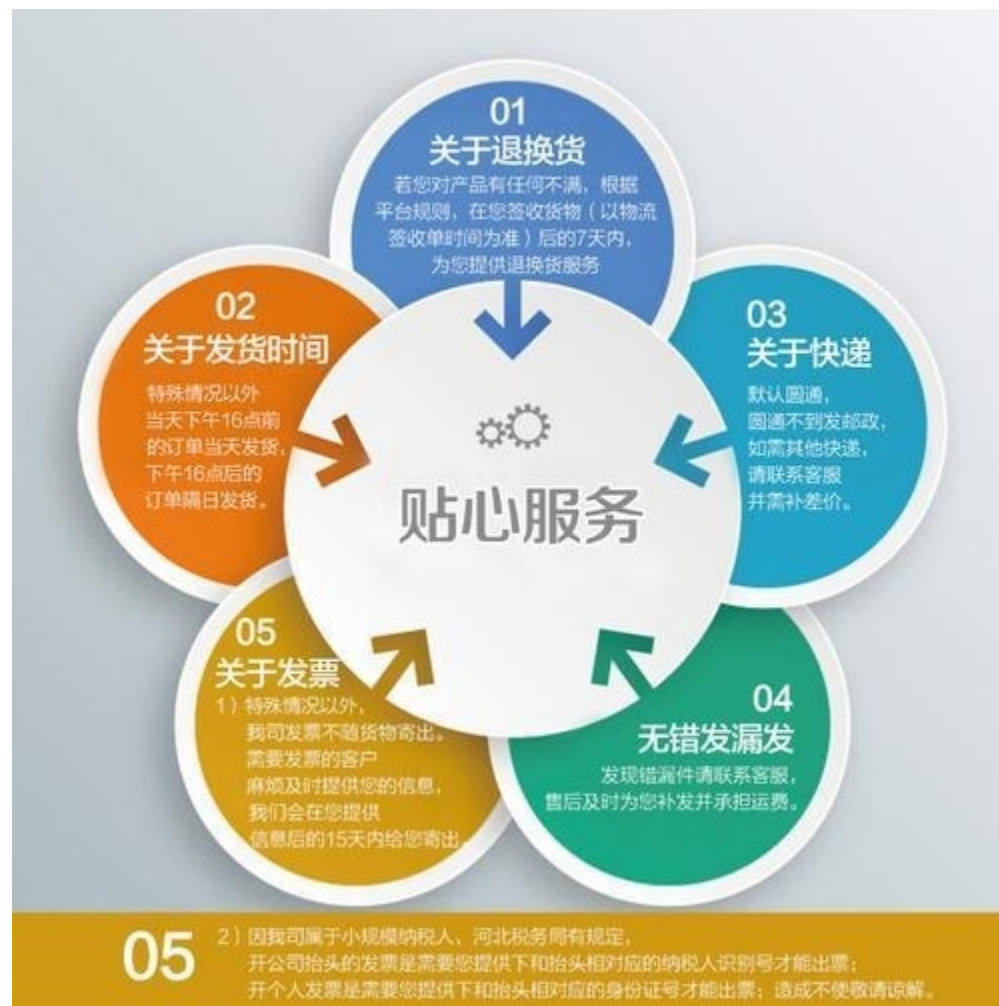 01
关于退换货
若您对产品有任何不满，根据
平台规则，在您签收货物（以物流
签收单时间为准）后的7天内，
为您提供退换货服务
02
关于发货时间
特殊情况以外
当天下午16点前
的订单当天发货，
下午16点后的
订单隔日发货。
03
关于快递
默认圆通，
圆通不到发邮政，
如需其他快递，
请联系客服
并需补差价。
贴心服务
04
无错发漏发
发现错漏件请联系客服，
售后及时为您补发并承担运费。
05
关于发票
1）特殊情况以外，
我司发票不随货物寄出。
需要发票的客户
麻烦及时提供您的信息，
我们会在您提供
信息后的15天内给您寄出。
05
2）因我司属于小规模纳税人、河北税务局有规定，
开公司抬头的发票是需要您提供下和抬头相对应的纳税人识别号才能出票；
开个人发票是需要您提供下和抬头相对应的身份证号才能出票；造成不便敬请谅解。